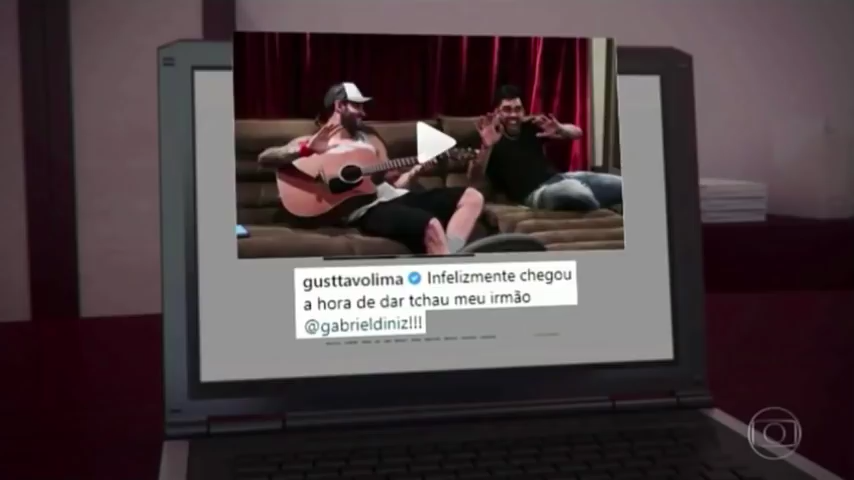 gusttavolima Infelizmente chegou
a hora de dar tchau meu irmão
@gabrieldiniz!!!